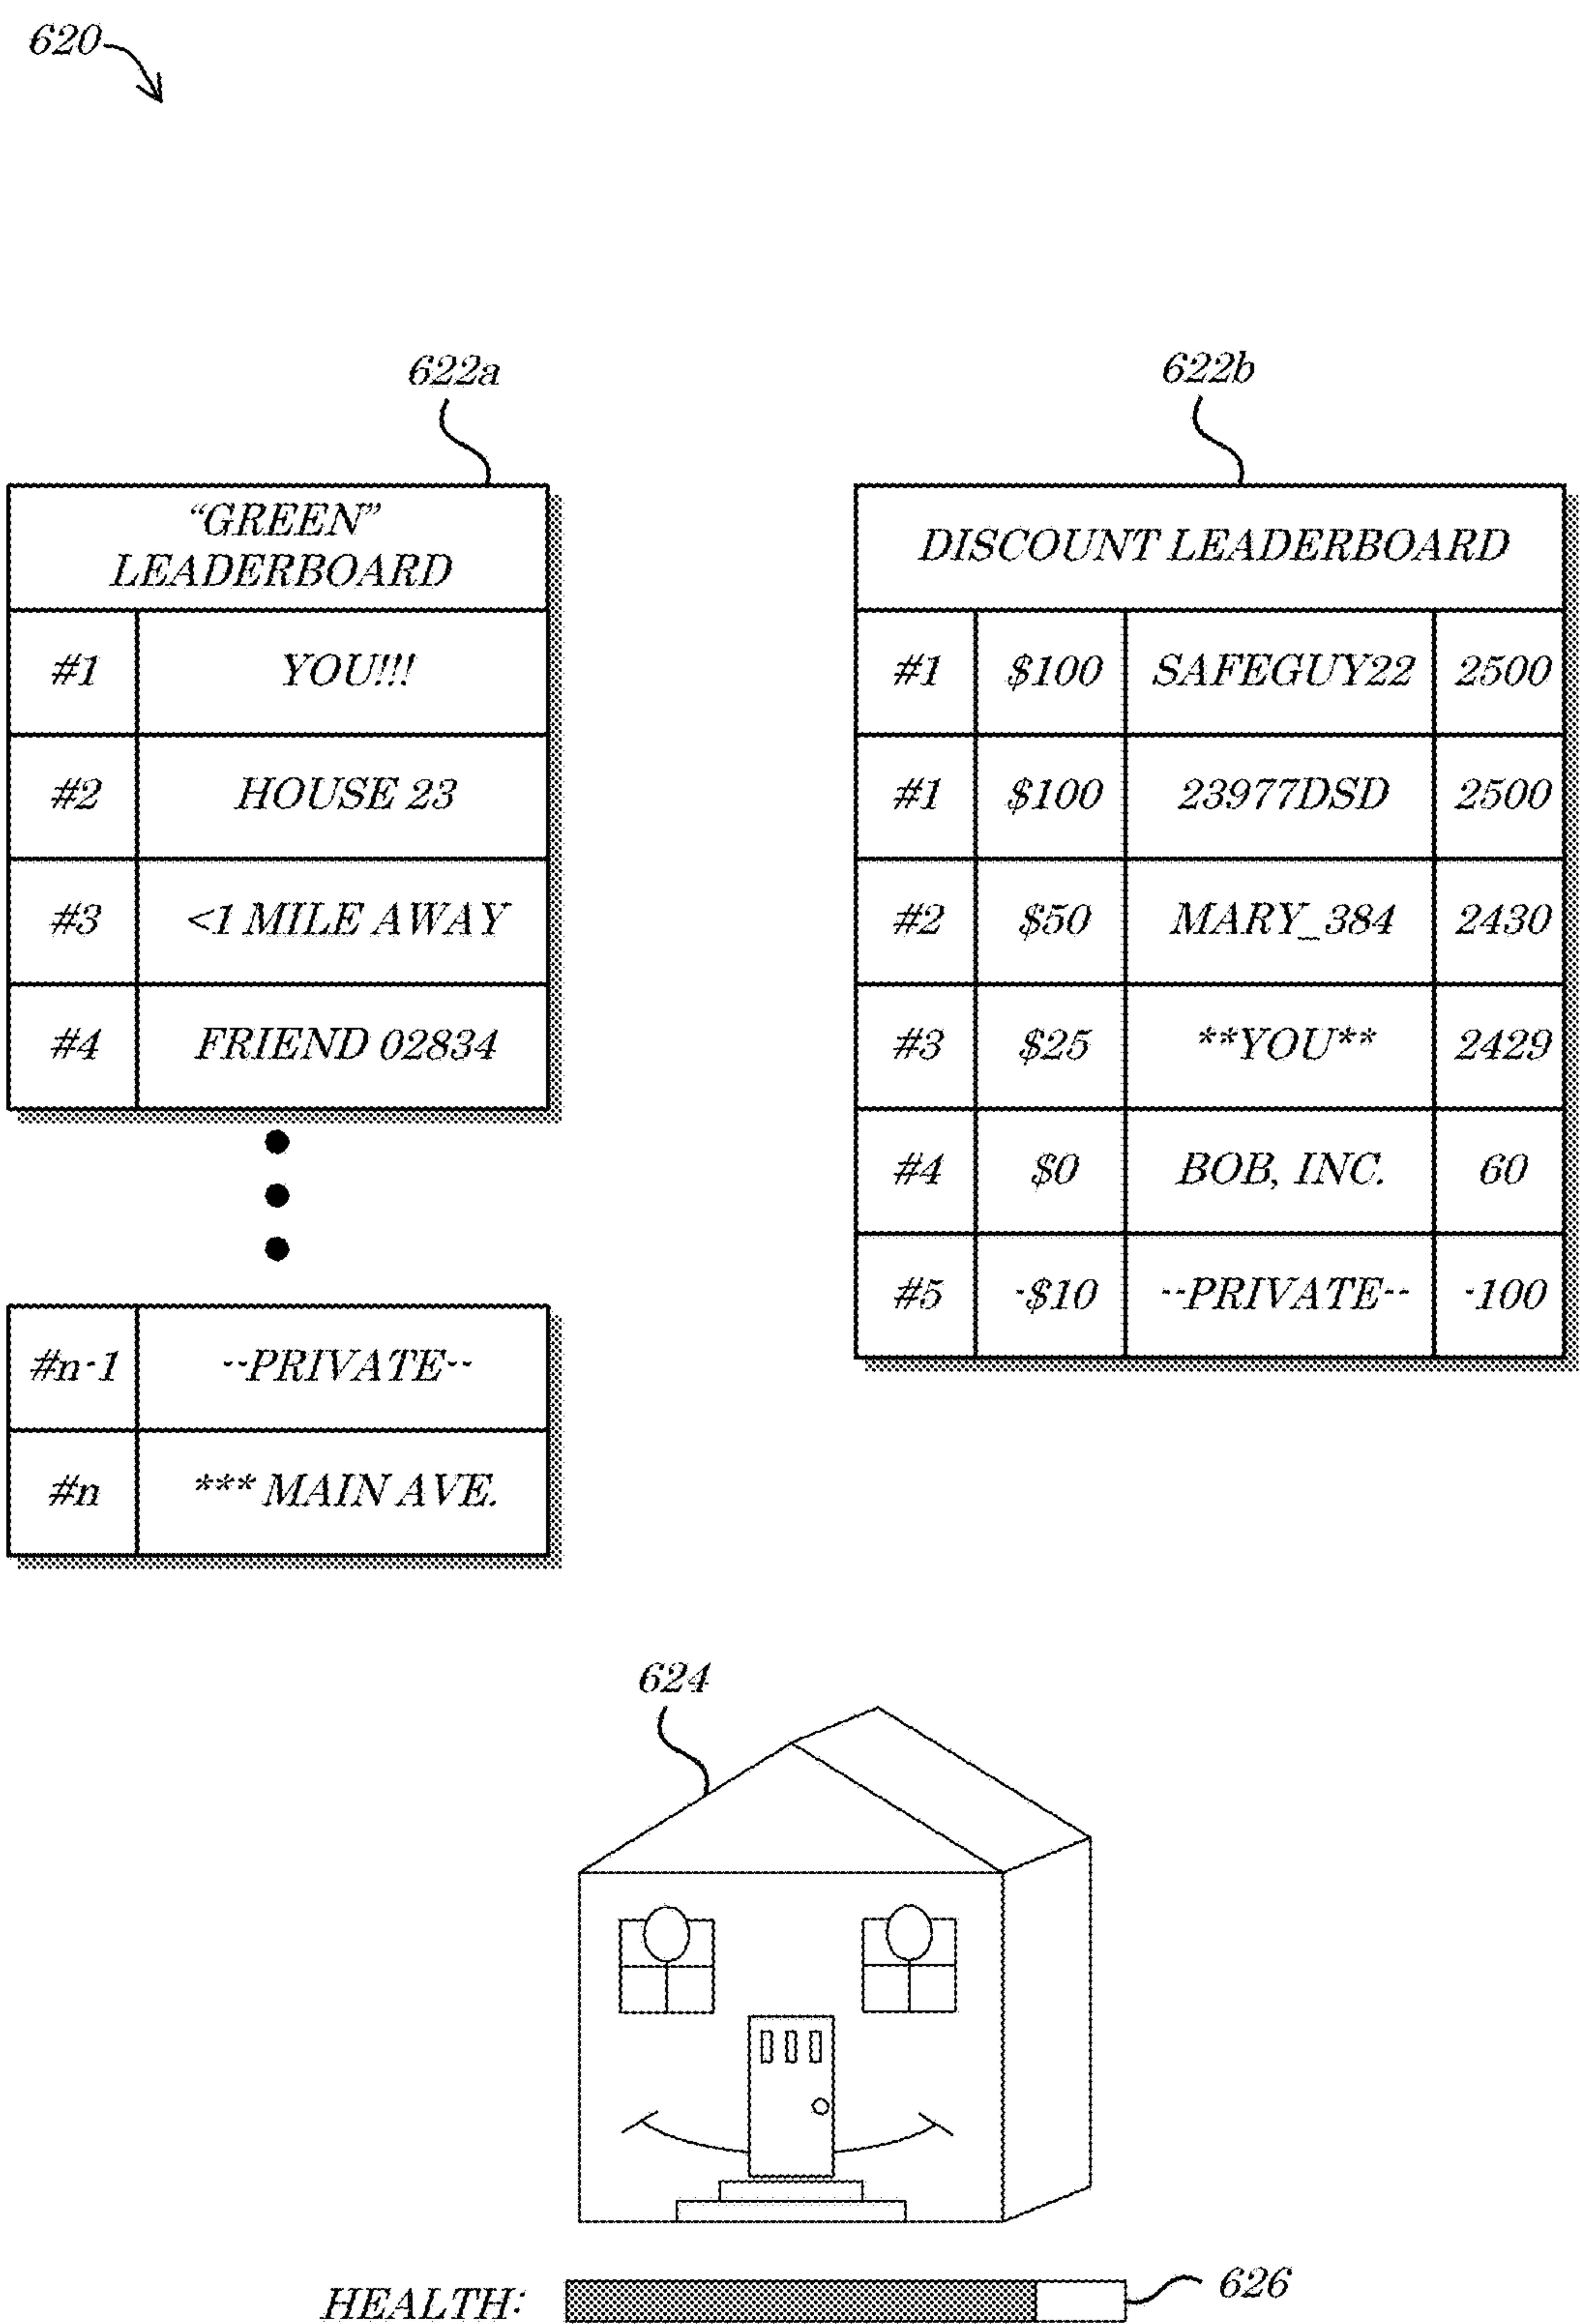 620
622a
"GREEN"
LEADERBOARD
#1 YOU!!!
#2 HOUSE 23
#3 <1 MILE AWAY
#4 FRIEND 02834
#n-1 --PRIVATE--
#n *** MAIN AVE.
622b
DISCOUNT LEADERBOARD
#1 $100 SAFEGUY22 2500
#1 $100 23977DSD 2500
#2 $50 MARY_384 2430
#3 $25 **YOU** 2429
#4 $0 BOB, INC. 60
#5 -$10 --PRIVATE-- -100
624
HEALTH:
626